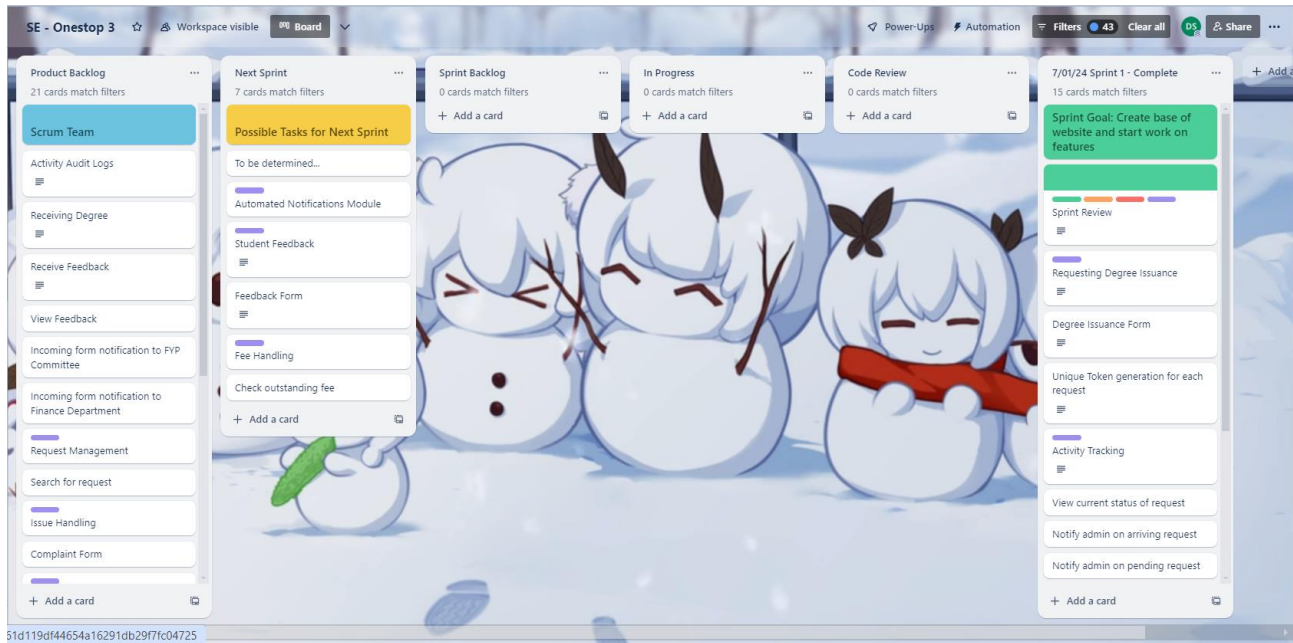 SE - Onestop 3
Workspace visible
Board
Power-Ups
Automation
Filters
43
Clear all
DS
Share
Product Backlog
21 cards match filters
Scrum Team
Activity Audit Logs
Receiving Degree
Receive Feedback
View Feedback
Incoming form notification to FYP
Committee
Incoming form notification to
Finance Department
Request Management
Search for request
Issue Handling
Complaint Form
+ Add a card
Next Sprint
7 cards match filters
Possible Tasks for Next Sprint
To be determined...
Automated Notifications Module
Student Feedback
Feedback Form
Fee Handling
Check outstanding fee
+ Add a card
Sprint Backlog
0 cards match filters
+ Add a card
In Progress
0 cards match filters
+ Add a card
Code Review
0 cards match filters
+ Add a card
7/01/24 Sprint 1 - Complete
15 cards match filters
Sprint Goal: Create base of
website and start work on
features
Sprint Review
Requesting Degree Issuance
Degree Issuance Form
Unique Token generation for each
request
Activity Tracking
View current status of request
Notify admin on arriving request
Notify admin on pending request
+ Add a card
+ Add
51d119df44654a16291db29f7fc04725